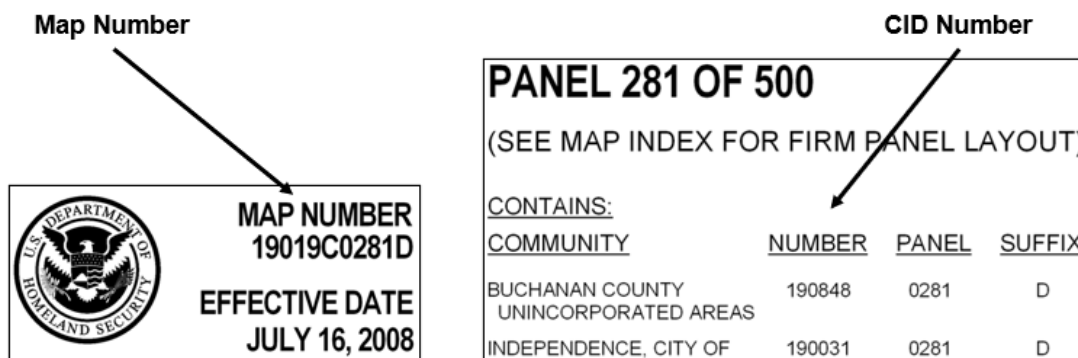 Map Number
CID Number
PANEL 281 OF 500
(SEE MAP INDEX FOR FIRM PANEL LAYOUT)
CONTAINS:
COMMUNITY NUMBER PANEL SUFFIX
BUCHANAN COUNTY 190848 0281 D
UNINCORPORATED AREAS
INDEPENDENCE, CITY OF 190031 0281 D
U.S. DEPARTMENT OF
HOMELAND SECURITY
MAP NUMBER
19019C0281D
EFFECTIVE DATE
JULY 16, 2008